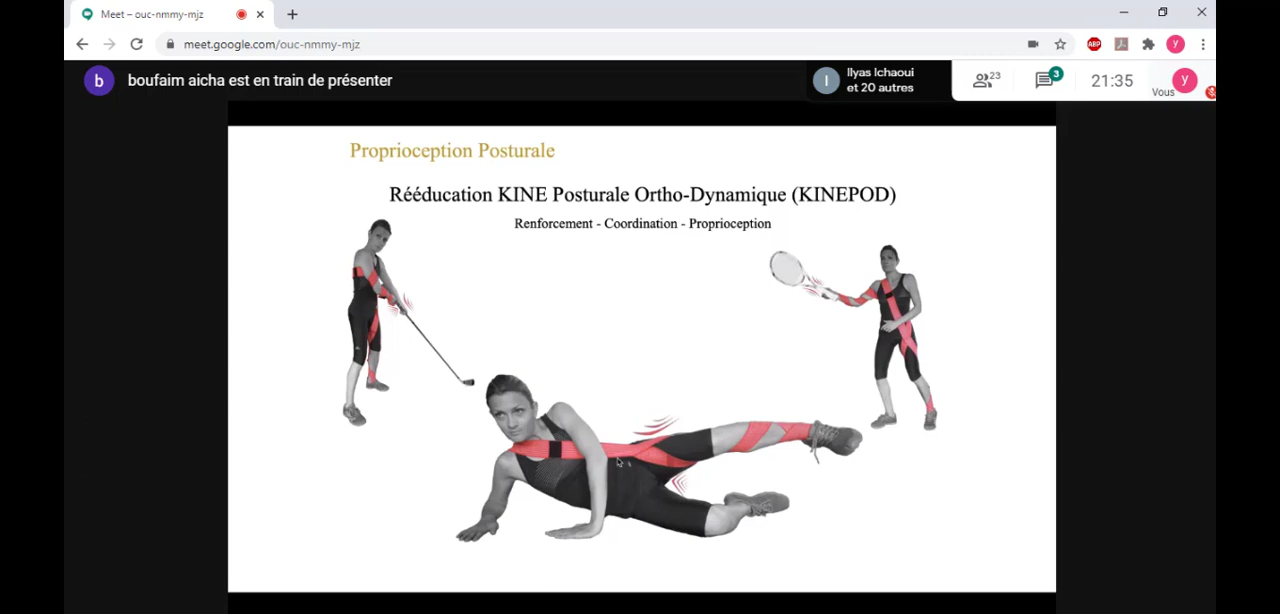 Meet – ouc-nmmy-mjz
meet.google.com/ouc-nmmy-mjz
ABP
y
b
boufaim aicha est en train de présenter
I
Ilyas Ichaoui
et 20 autres
23
3
21:35
Vous
y
Proprioception Posturale
Rééducation KINE Posturale Ortho-Dynamique (KINEPOD)
Renforcement - Coordination - Proprioception